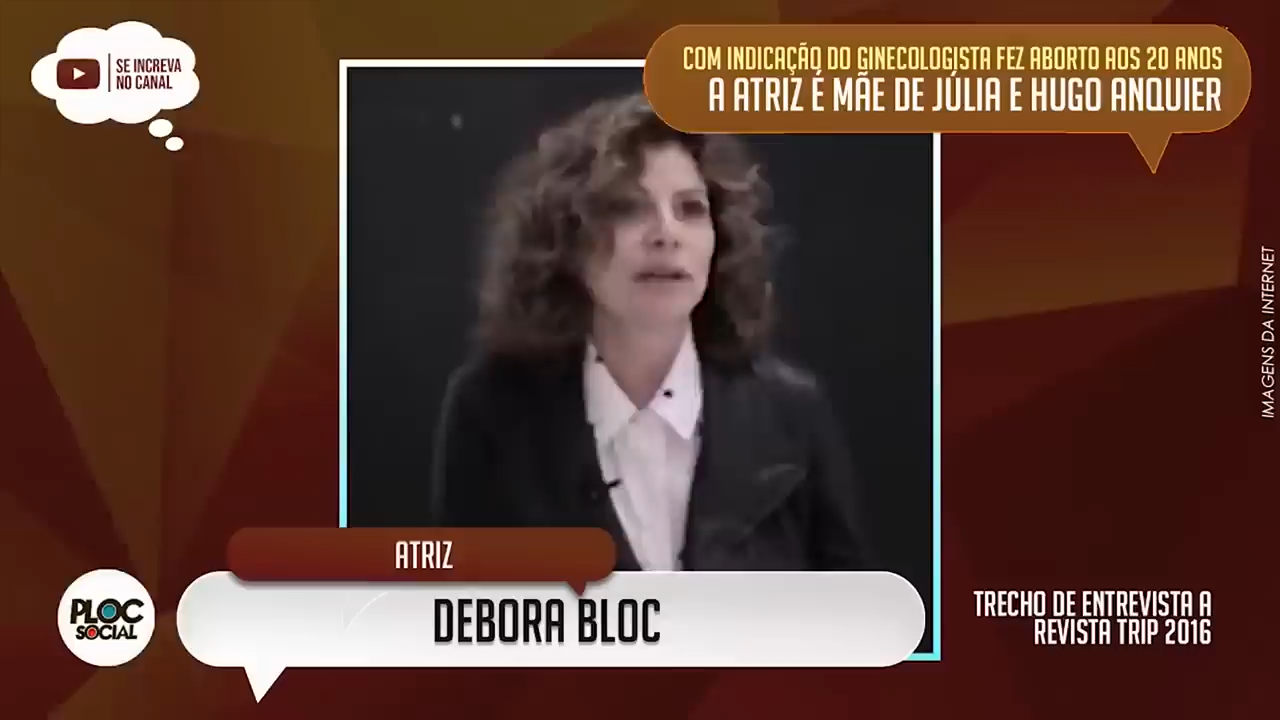 SE INCREVA
NO CANAL
COM INDICAÇÃO DO GINECOLOGISTA FEZ ABORTO AOS 20 ANOS
A ATRIZ É MÃE DE JÚLIA E HUGO ANQUIER
IMAGENS DA INTERNET
ATRIZ
DEBORA BLOC
PLOC
SOCIAL
TRECHO DE ENTREVISTA A
REVISTA TRIP 2016